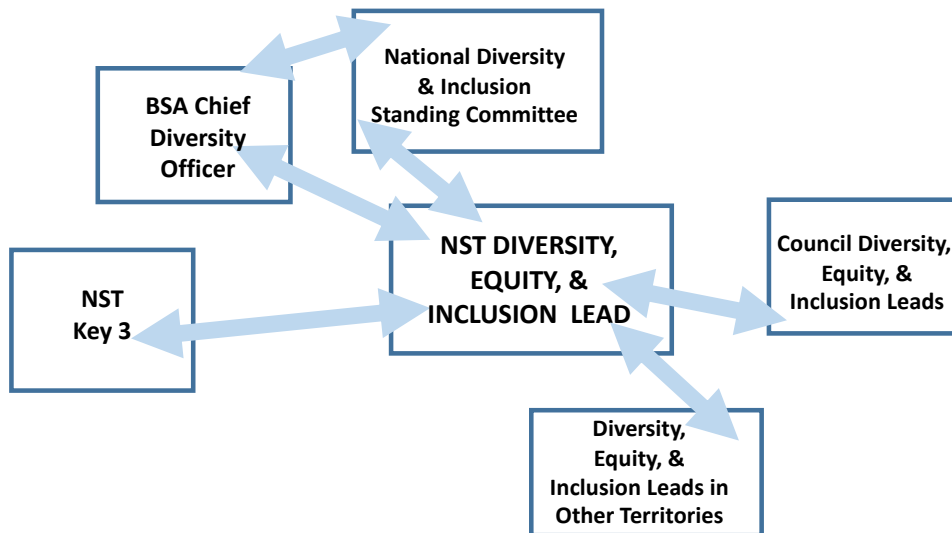 National Diversity
& Inclusion
Standing Committee
BSA Chief
Diversity
Officer
NST DIVERSITY,
EQUITY, &
INCLUSION LEAD
Council Diversity,
Equity, &
Inclusion Leads
NST
Key 3
Diversity,
Equity, &
Inclusion Leads in
Other Territories